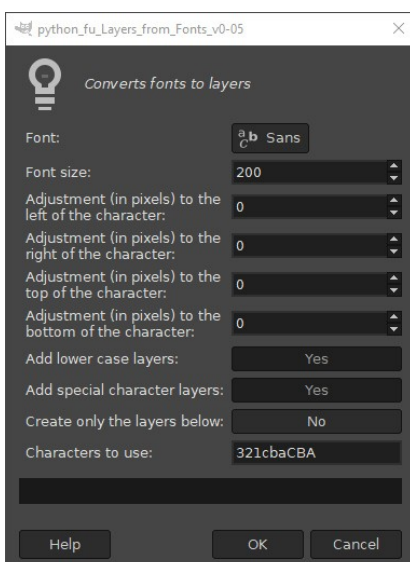 python_fu_Layers_from_Fonts_v0-05
Converts fonts to layers
Font:
a b c Sans
Font size:
200
Adjustment (in pixels) to the
left of the character:
0
Adjustment (in pixels) to the
right of the character:
0
Adjustment (in pixels) to the
top of the character:
0
Adjustment (in pixels) to the
bottom of the character:
0
Add lower case layers:
Yes
Add special character layers:
Yes
Create only the layers below:
No
Characters to use:
321cbaCBA
Help
OK
Cancel